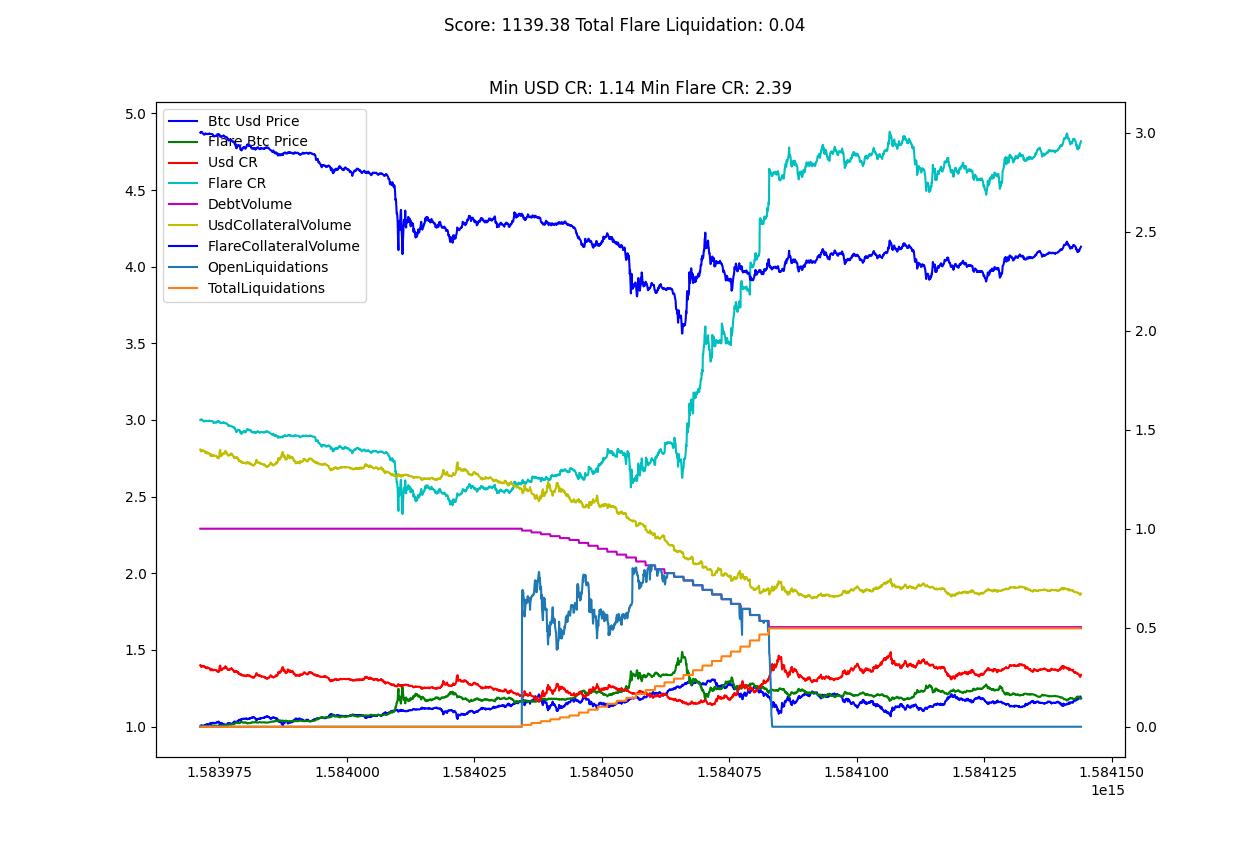 Score: 1139.38 Total Flare Liquidation: 0.04
Min USD CR: 1.14 Min Flare CR: 2.39
Btc Usd Price
Flare Btc Price
Usd CR
Flare CR
DebtVolume
UsdCollateralVolume
FlareCollateralVolume
OpenLiquidations
TotalLiquidations
5.0
4.5
4.0
3.5
3.0
2.5
2.0
1.5
1.0
3.0
2.5
2.0
1.5
1.0
0.5
0.0
1.583975 1.584000 1.584025 1.584050 1.584075 1.584100 1.584125 1.584150
1e15